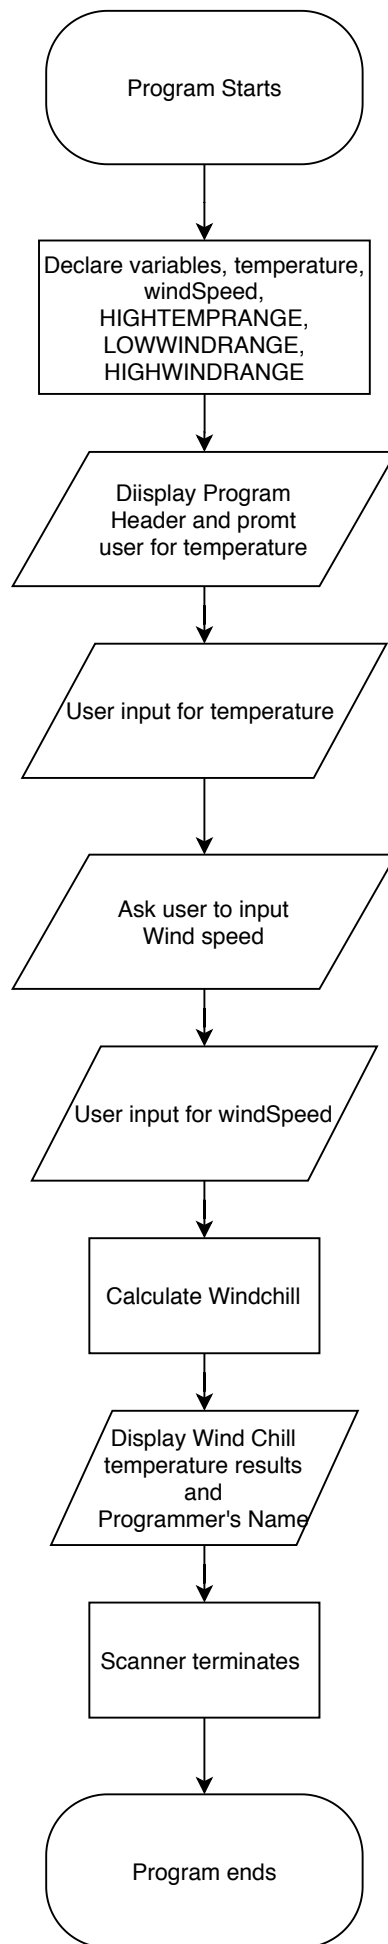 Program Starts
Declare variables, temperature,
windSpeed,
HIGHTEMPRANGE,
LOWWINDRANGE,
HIGHWINDRANGE
Diisplay Program
Header and promt
user for temperature
User input for temperature
Ask user to input
Wind speed
User input for windSpeed
Calculate Windchill
Display Wind Chill
temperature results
and
Programmer's Name
Scanner terminates
Program ends